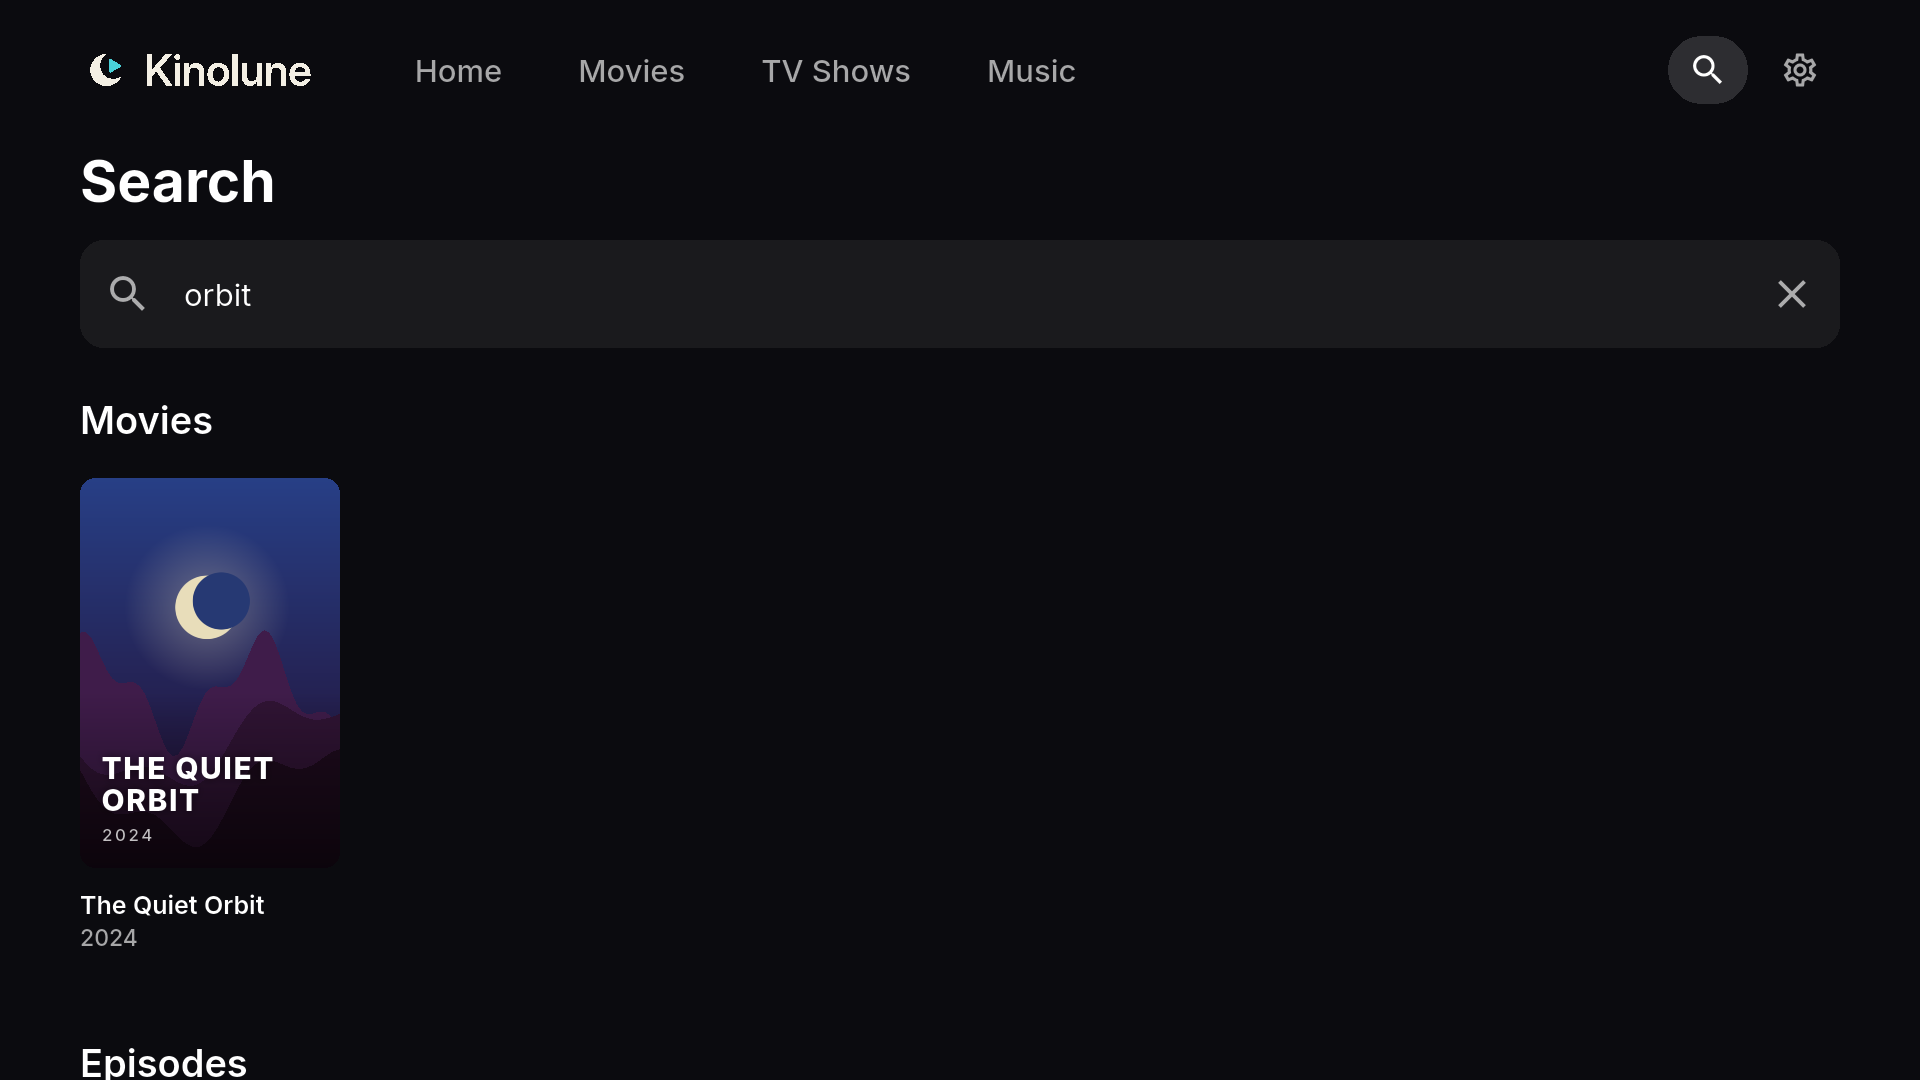 Kinolune
Home
Movies
TV Shows
Music
Search
orbit
Movies
THE QUIET
ORBIT
2024
The Quiet Orbit
2024
Episodes